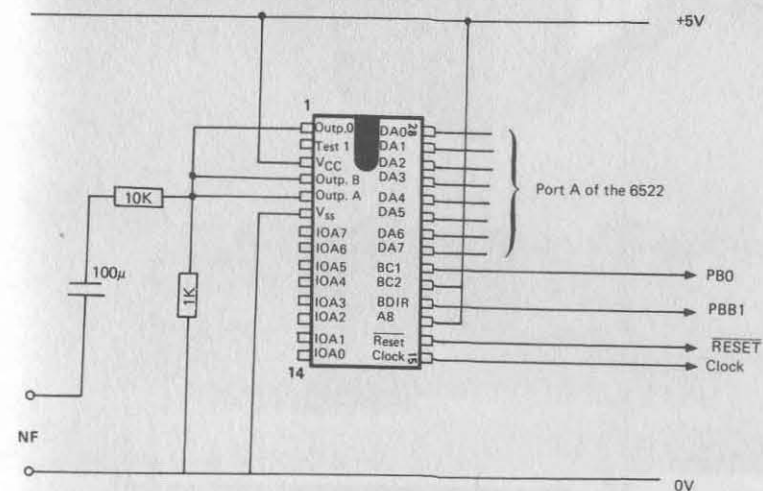 +5V
1
28
Outp.0
Test 1
VCC
Outp. B
Outp. A
Vss
IOA7
IOA6
IOA5
IOA4
IOA3
IOA2
IOA1
IOA0
14
DA0
DA1
DA2
DA3
DA4
DA5
DA6
DA7
BC1
BC2
BDIR
A8
Reset
Clock
15
Port A of the 6522
PB0
PBB1
RESET
Clock
10K
100µ
1K
NF
0V